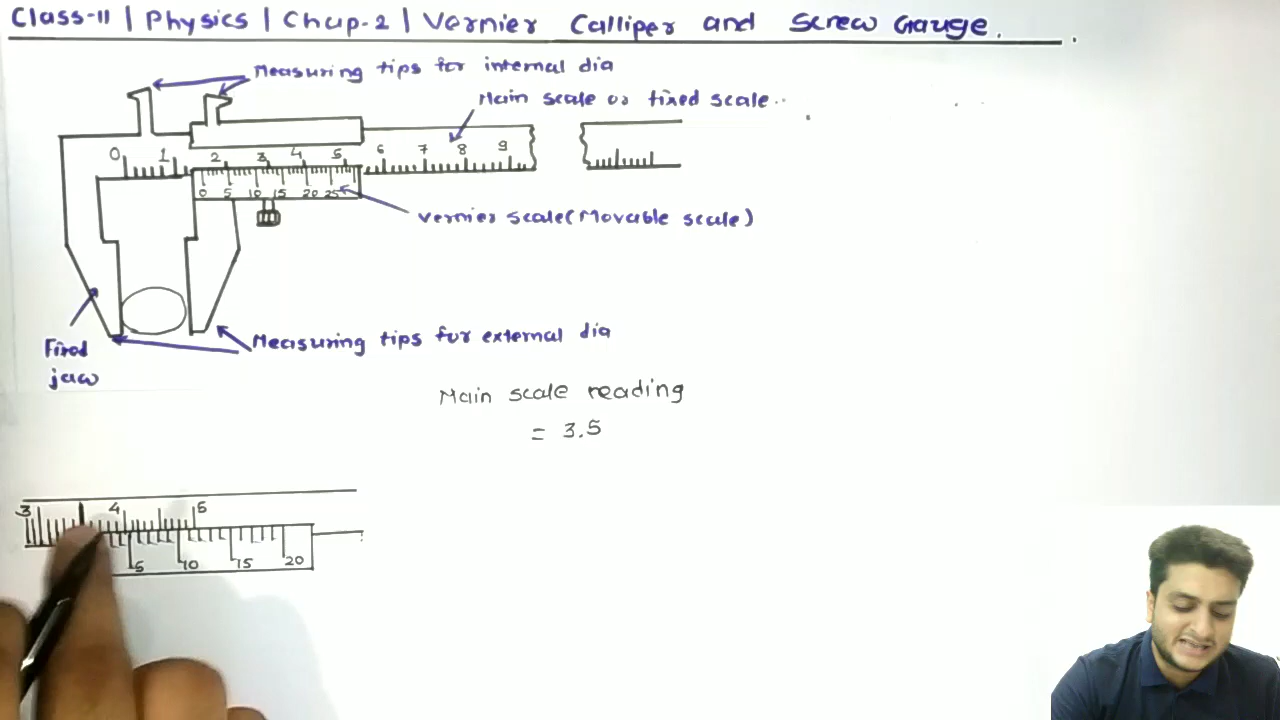 Class-11 | Physics | Chap-2 | Vernier Calliper and Screw Gauge.
Measuring tips for internal dia
Main scale or fixed scale
0 1 2 3 4 5 6 7 8 9
0 5 10 15 20 25
Vernier scale (Movable scale)
Measuring tips for external dia
Fixed
jaw
Main scale reading
= 3.5
3 4 5
5 10 15 20